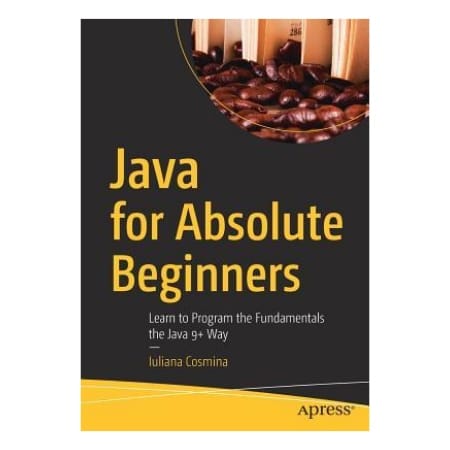 Java
for Absolute
Beginners
Learn to Program the Fundamentals
the Java 9+ Way
—
Iuliana Cosmina
Apress®